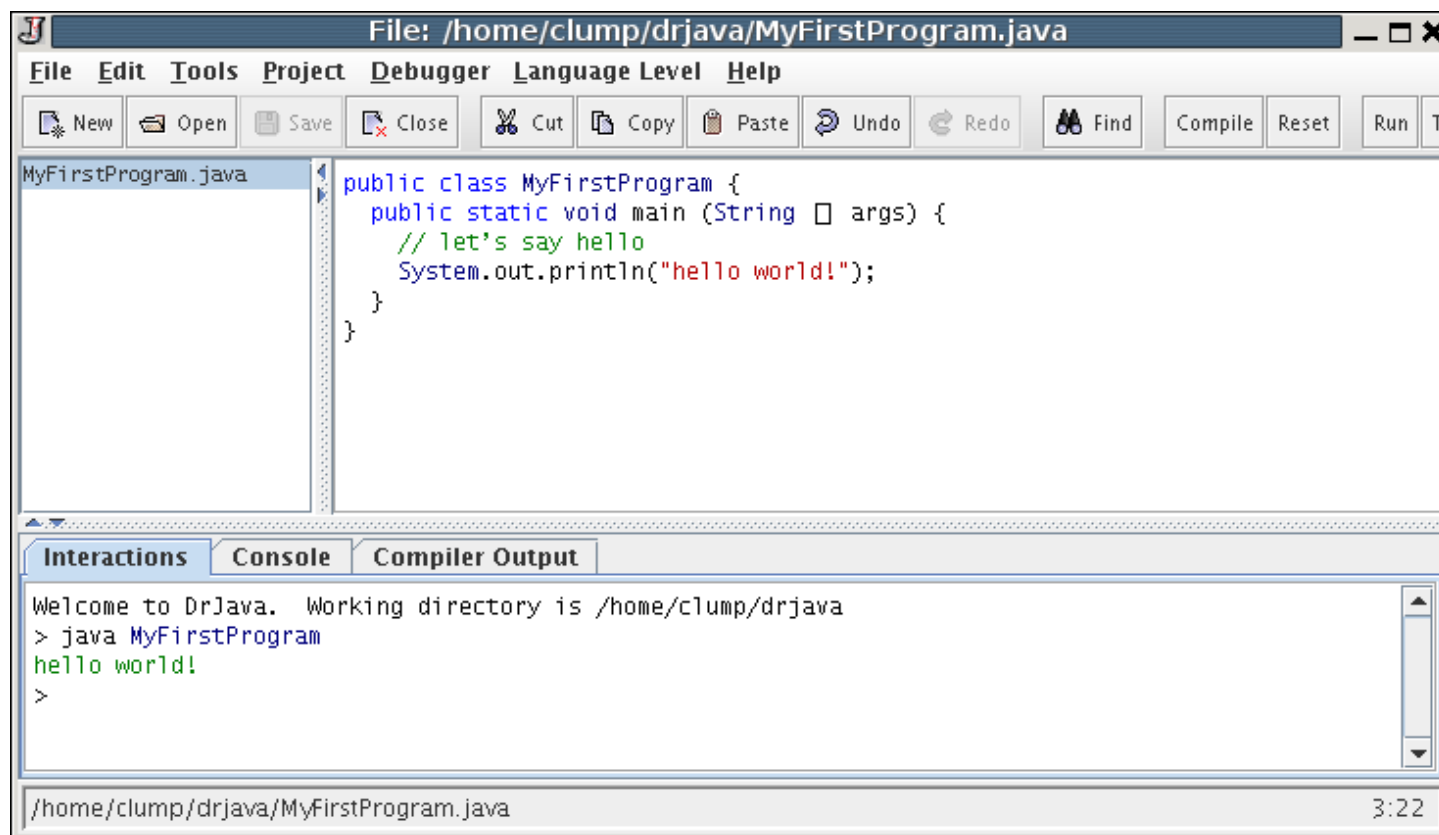 File: /home/clump/drjava/MyFirstProgram.java
File Edit Tools Project Debugger Language Level Help
New Open Save Close Cut Copy Paste Undo Redo Find Compile Reset Run T
MyFirstProgram.java
public class MyFirstProgram {
public static void main (String [] args) {
// let's say hello
System.out.println("hello world!");
}
}
Interactions Console Compiler Output
Welcome to DrJava. Working directory is /home/clump/drjava
> java MyFirstProgram
hello world!
>
/home/clump/drjava/MyFirstProgram.java 3:22